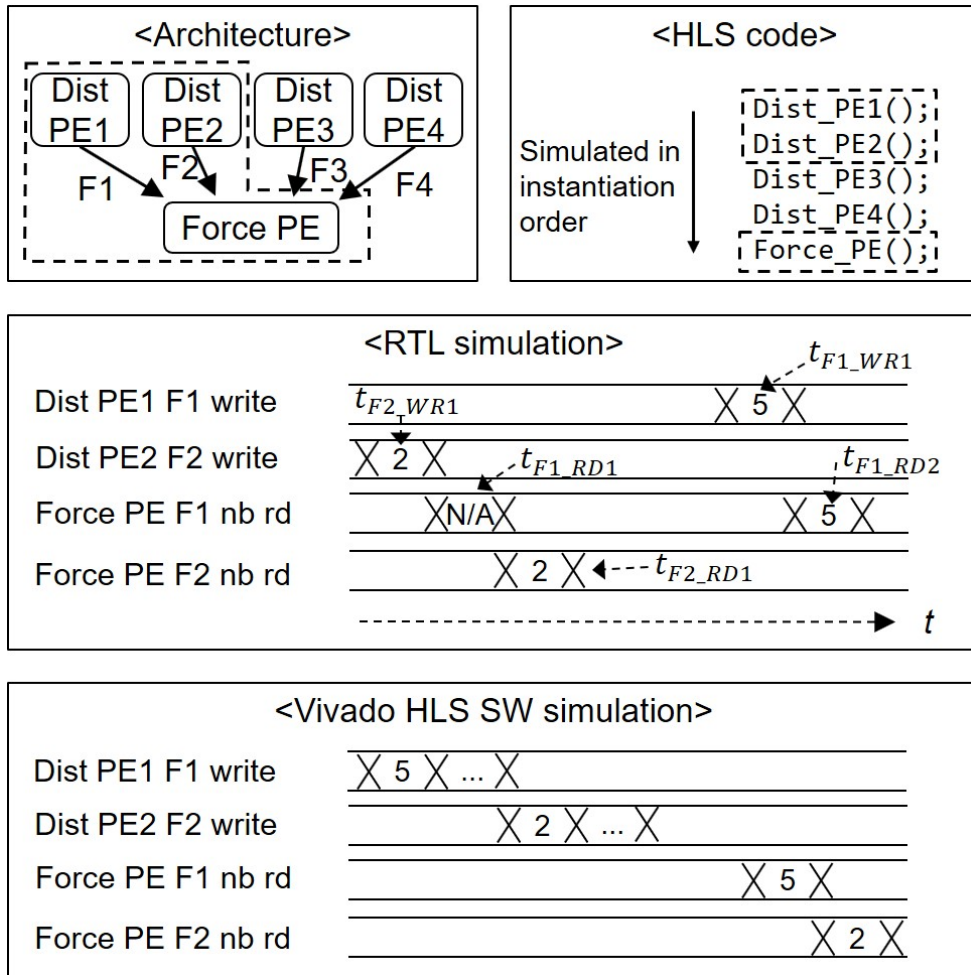 <Architecture>
Dist PE1
Dist PE2
Dist PE3
Dist PE4
F1
F2
F3
F4
Force PE
<HLS code>
Simulated in
instantiation
order
Dist_PE1();
Dist_PE2();
Dist_PE3();
Dist_PE4();
Force_PE();
<RTL simulation>
t_F1_WR1
Dist PE1 F1 write
5
t_F2_WR1
Dist PE2 F2 write
2
t_F1_RD1
t_F1_RD2
Force PE F1 nb rd
N/A
5
Force PE F2 nb rd
2
t_F2_RD1
t
<Vivado HLS SW simulation>
Dist PE1 F1 write
5 ...
Dist PE2 F2 write
2 ...
Force PE F1 nb rd
5
Force PE F2 nb rd
2